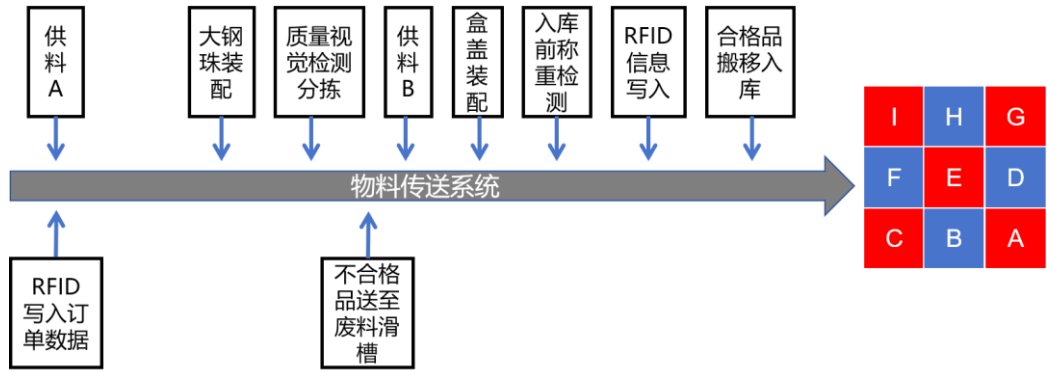 供
料
A
大钢
珠装
配
质量视
觉检测
分拣
供
料
B
盒
盖
装
配
入库
前称
重检
测
RFID
信息
写入
合格品
搬移入
库
物料传送系统
RFID
写入订
单数据
不合格
品送至
废料滑
槽
I H G
F E D
C B A